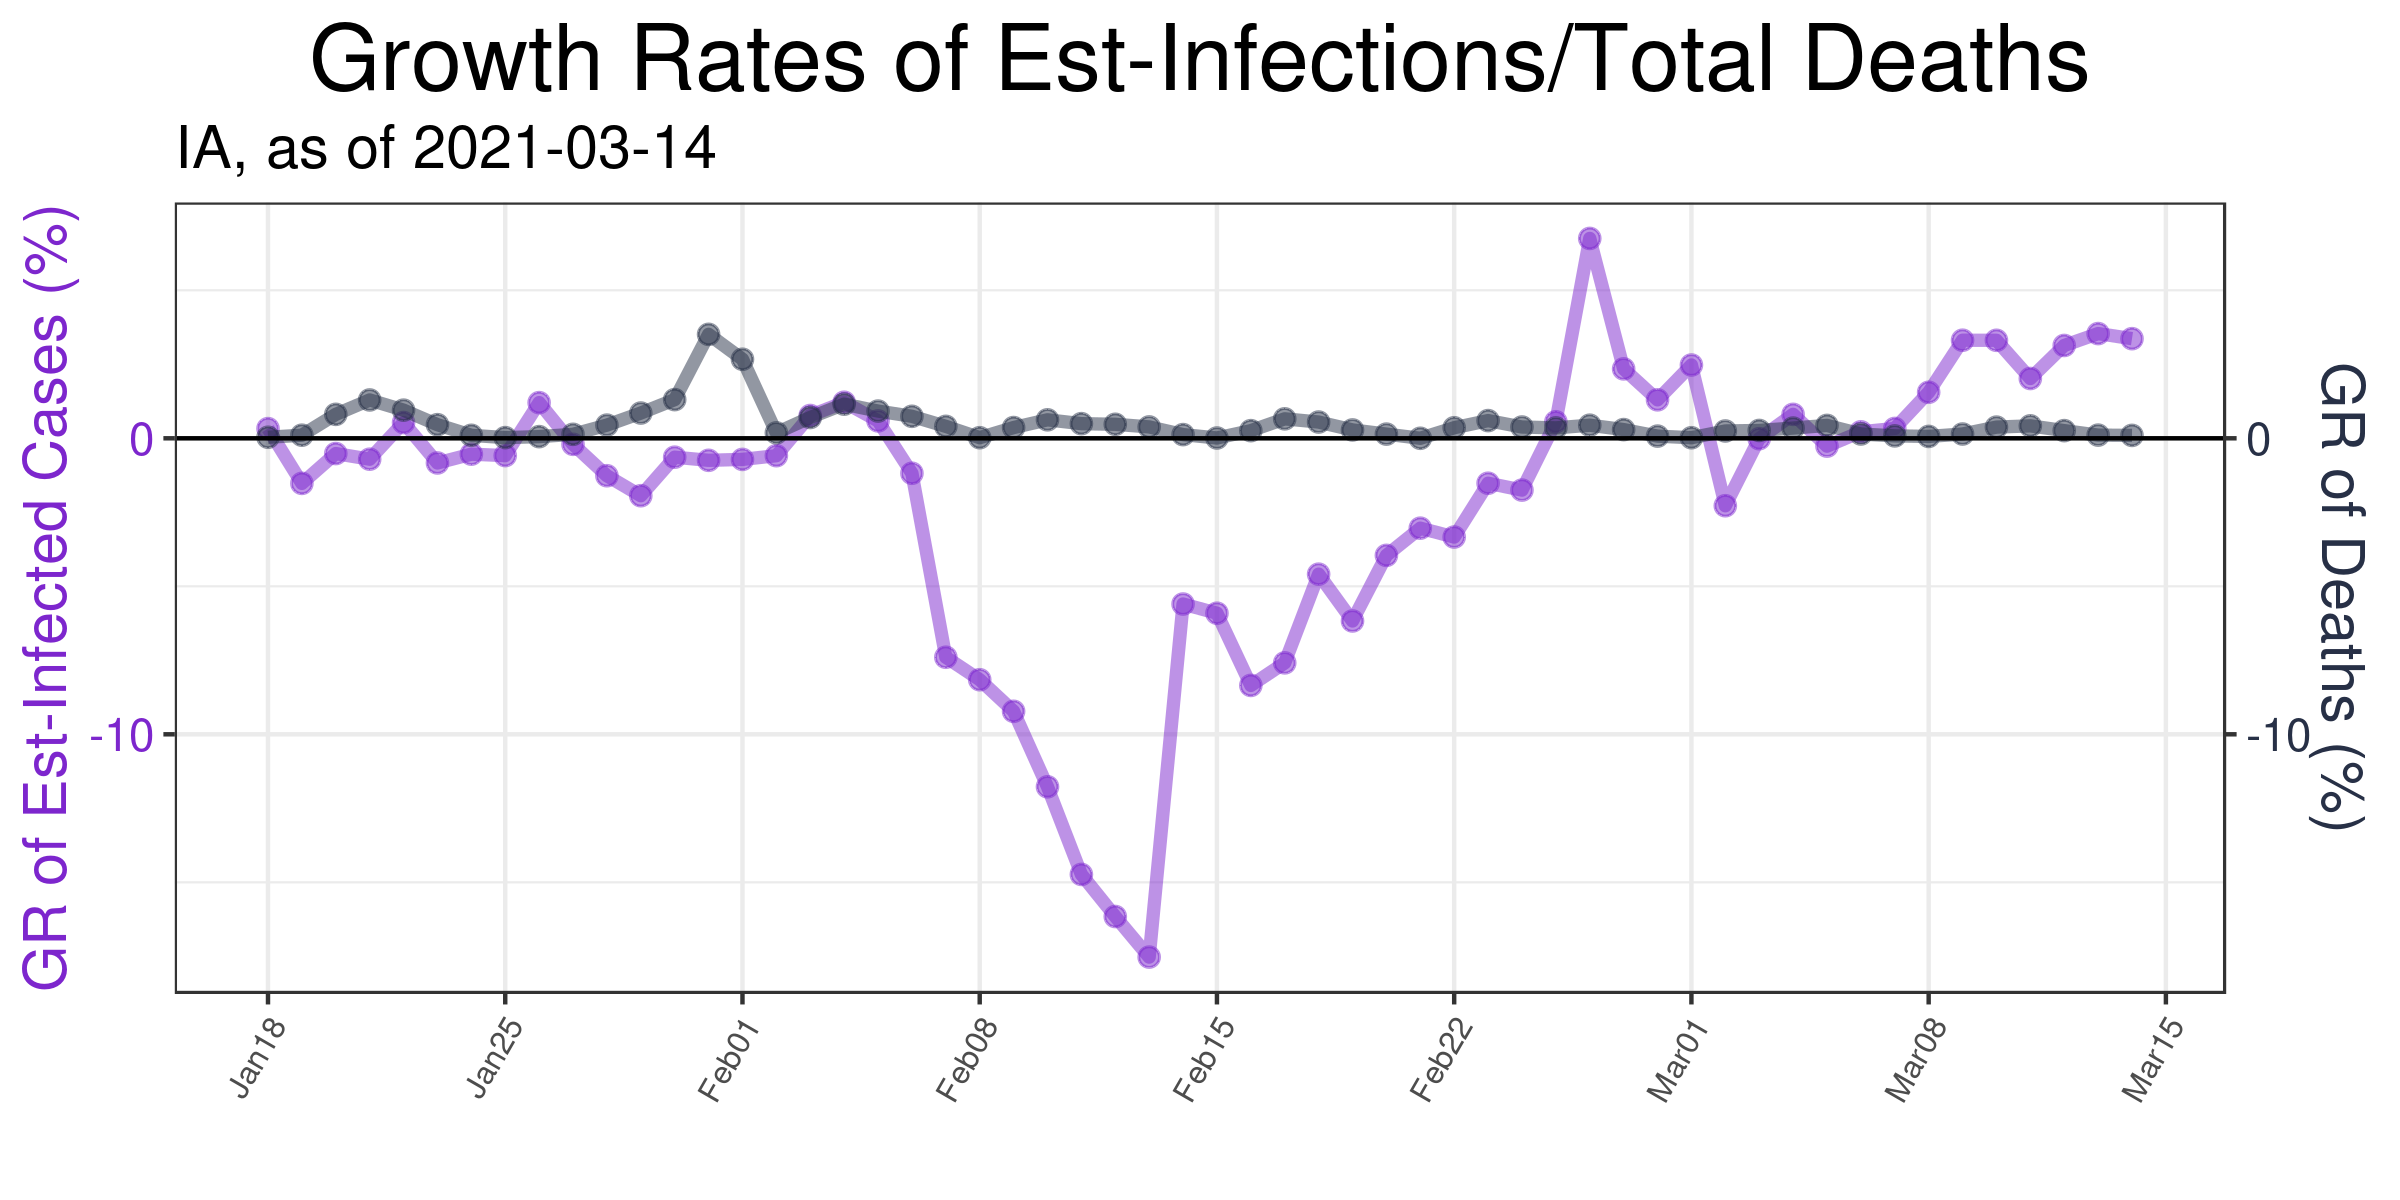 Growth Rates of Est-Infections/Total Deaths
IA, as of 2021-03-14
GR of Est-Infected Cases (%)
0
-10
0
-10
GR of Deaths (%)
Jan18
Jan25
Feb01
Feb08
Feb15
Feb22
Mar01
Mar08
Mar15